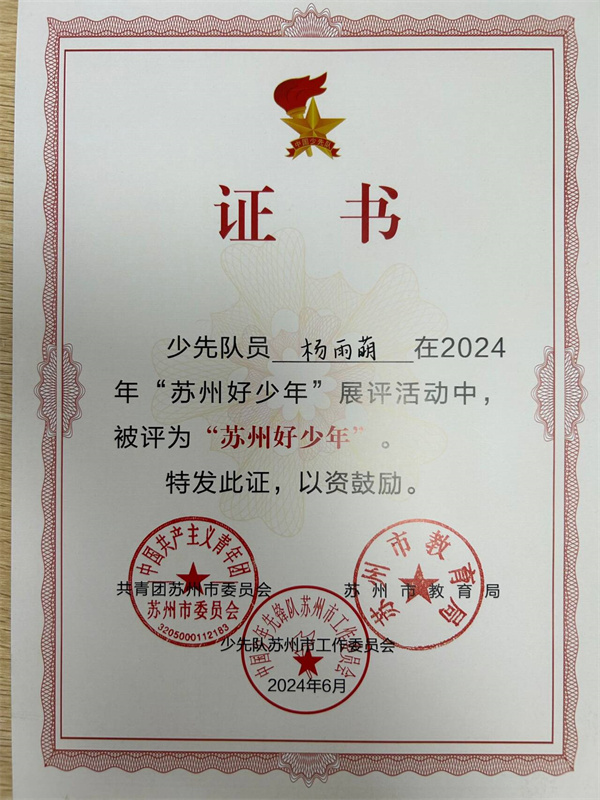 中国少先队
证书
少先队员 杨雨萌 在2024
年“苏州好少年”展评活动中，
被评为“苏州好少年”。
特发此证，以资鼓励。
中国共产主义青年团
苏州市委员会
3205000112183
共青团苏州市委员会
苏州市教育局
苏州市教育局
中国少年先锋队苏州市工作委员会
少先队苏州市工作委员会
2024年6月